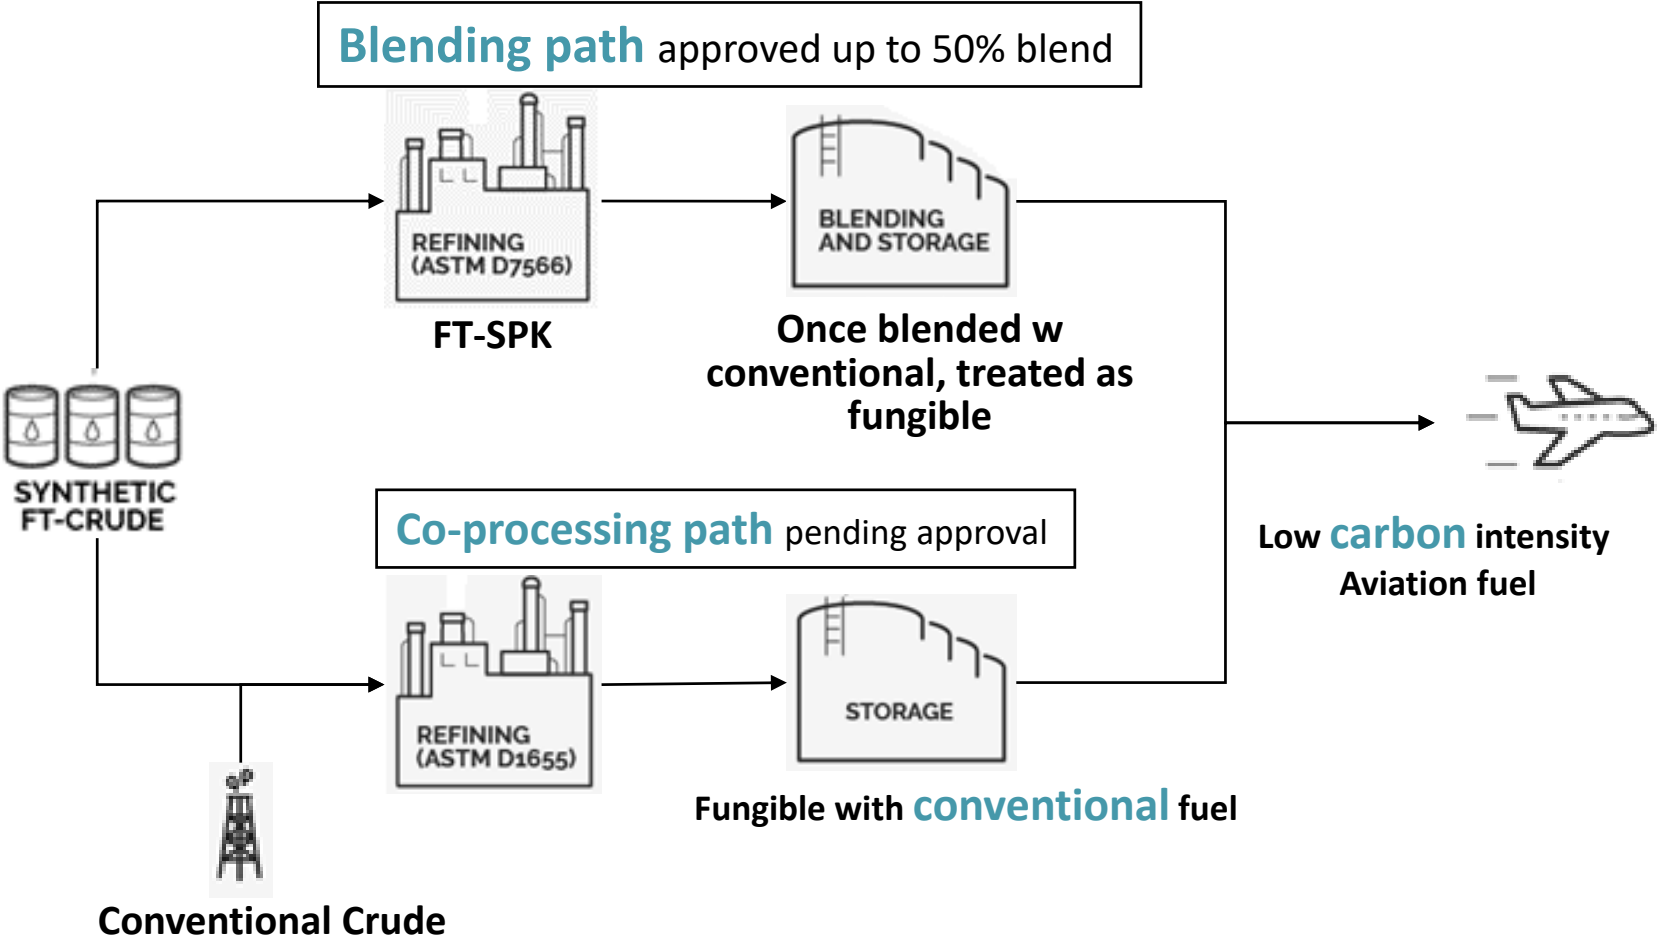 Blending path approved up to 50% blend
REFINING
(ASTM D7566)
FT-SPK
BLENDING
AND STORAGE
Once blended w
conventional, treated as
fungible
SYNTHETIC
FT-CRUDE
Co-processing path pending approval
REFINING
(ASTM D1655)
STORAGE
Fungible with conventional fuel
Conventional Crude
Low carbon intensity
Aviation fuel